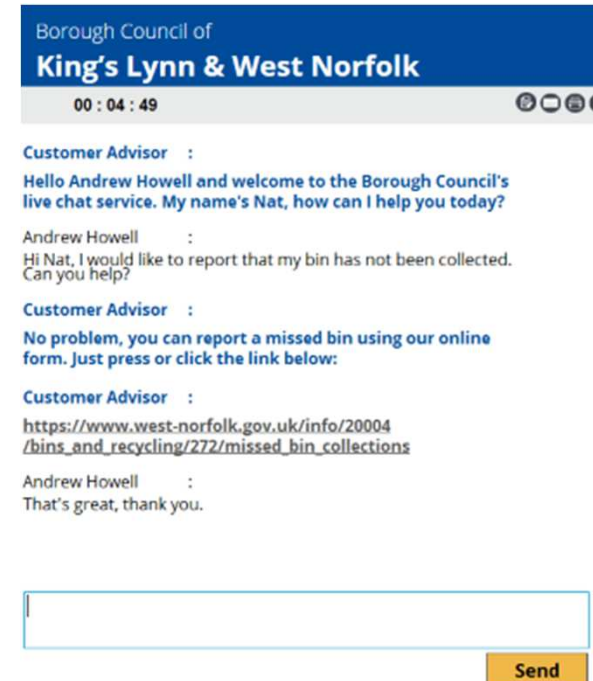 Borough Council of
King's Lynn & West Norfolk
00 : 04 : 49
Customer Advisor :
Hello Andrew Howell and welcome to the Borough Council's
live chat service. My name's Nat, how can I help you today?
Andrew Howell :
Hi Nat, I would like to report that my bin has not been collected.
Can you help?
Customer Advisor :
No problem, you can report a missed bin using our online
form. Just press or click the link below:
Customer Advisor :
https://www.west-norfolk.gov.uk/info/20004
/bins_and_recycling/272/missed_bin_collections
Andrew Howell :
That's great, thank you.
Send